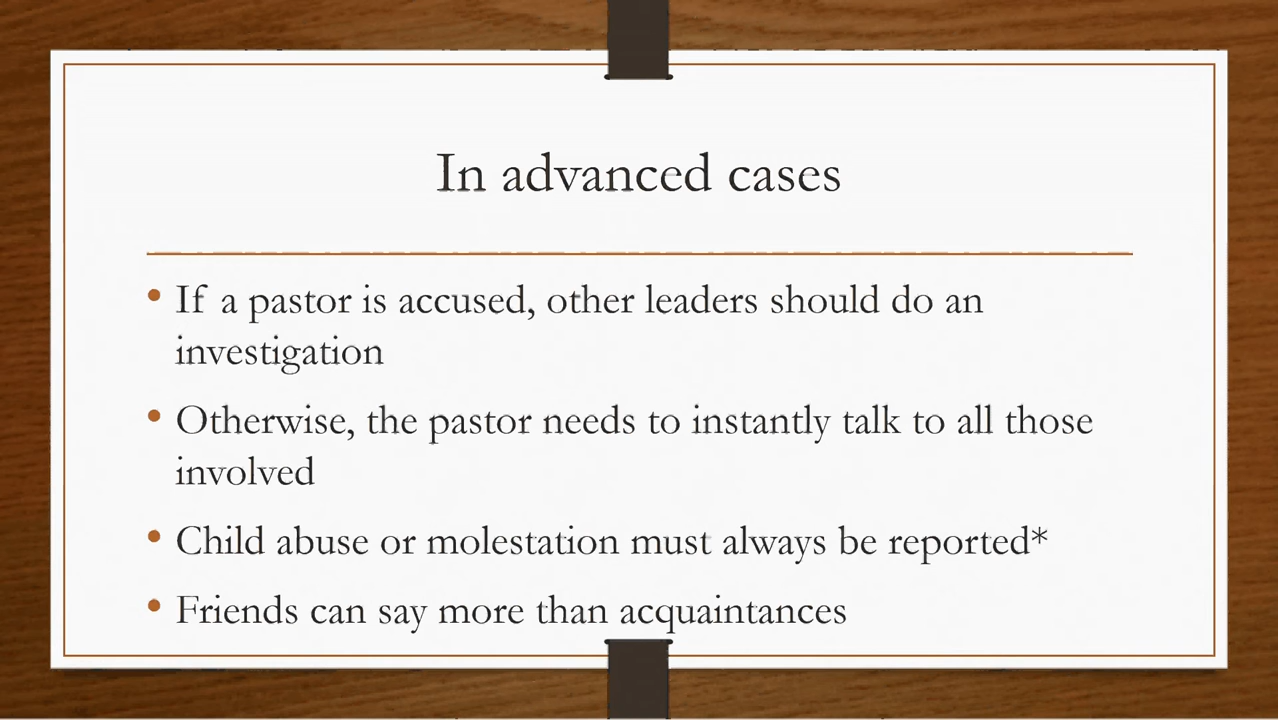 In advanced cases
• If a pastor is accused, other leaders should do an
investigation
• Otherwise, the pastor needs to instantly talk to all those
involved
• Child abuse or molestation must always be reported*
• Friends can say more than acquaintances